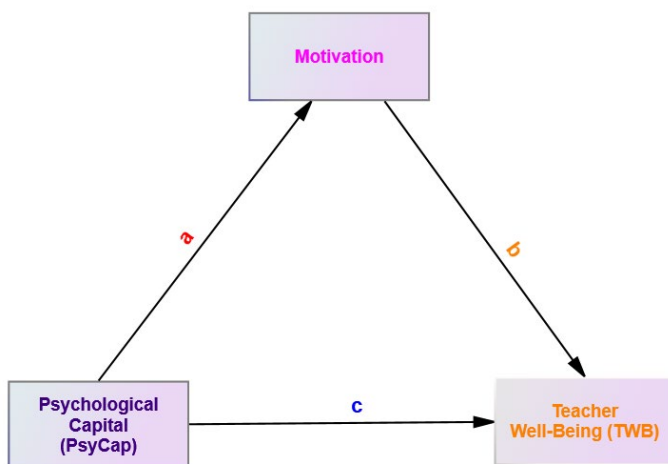 Motivation
a
b
c
Psychological
Capital
(PsyCap)
Teacher
Well-Being (TWB)